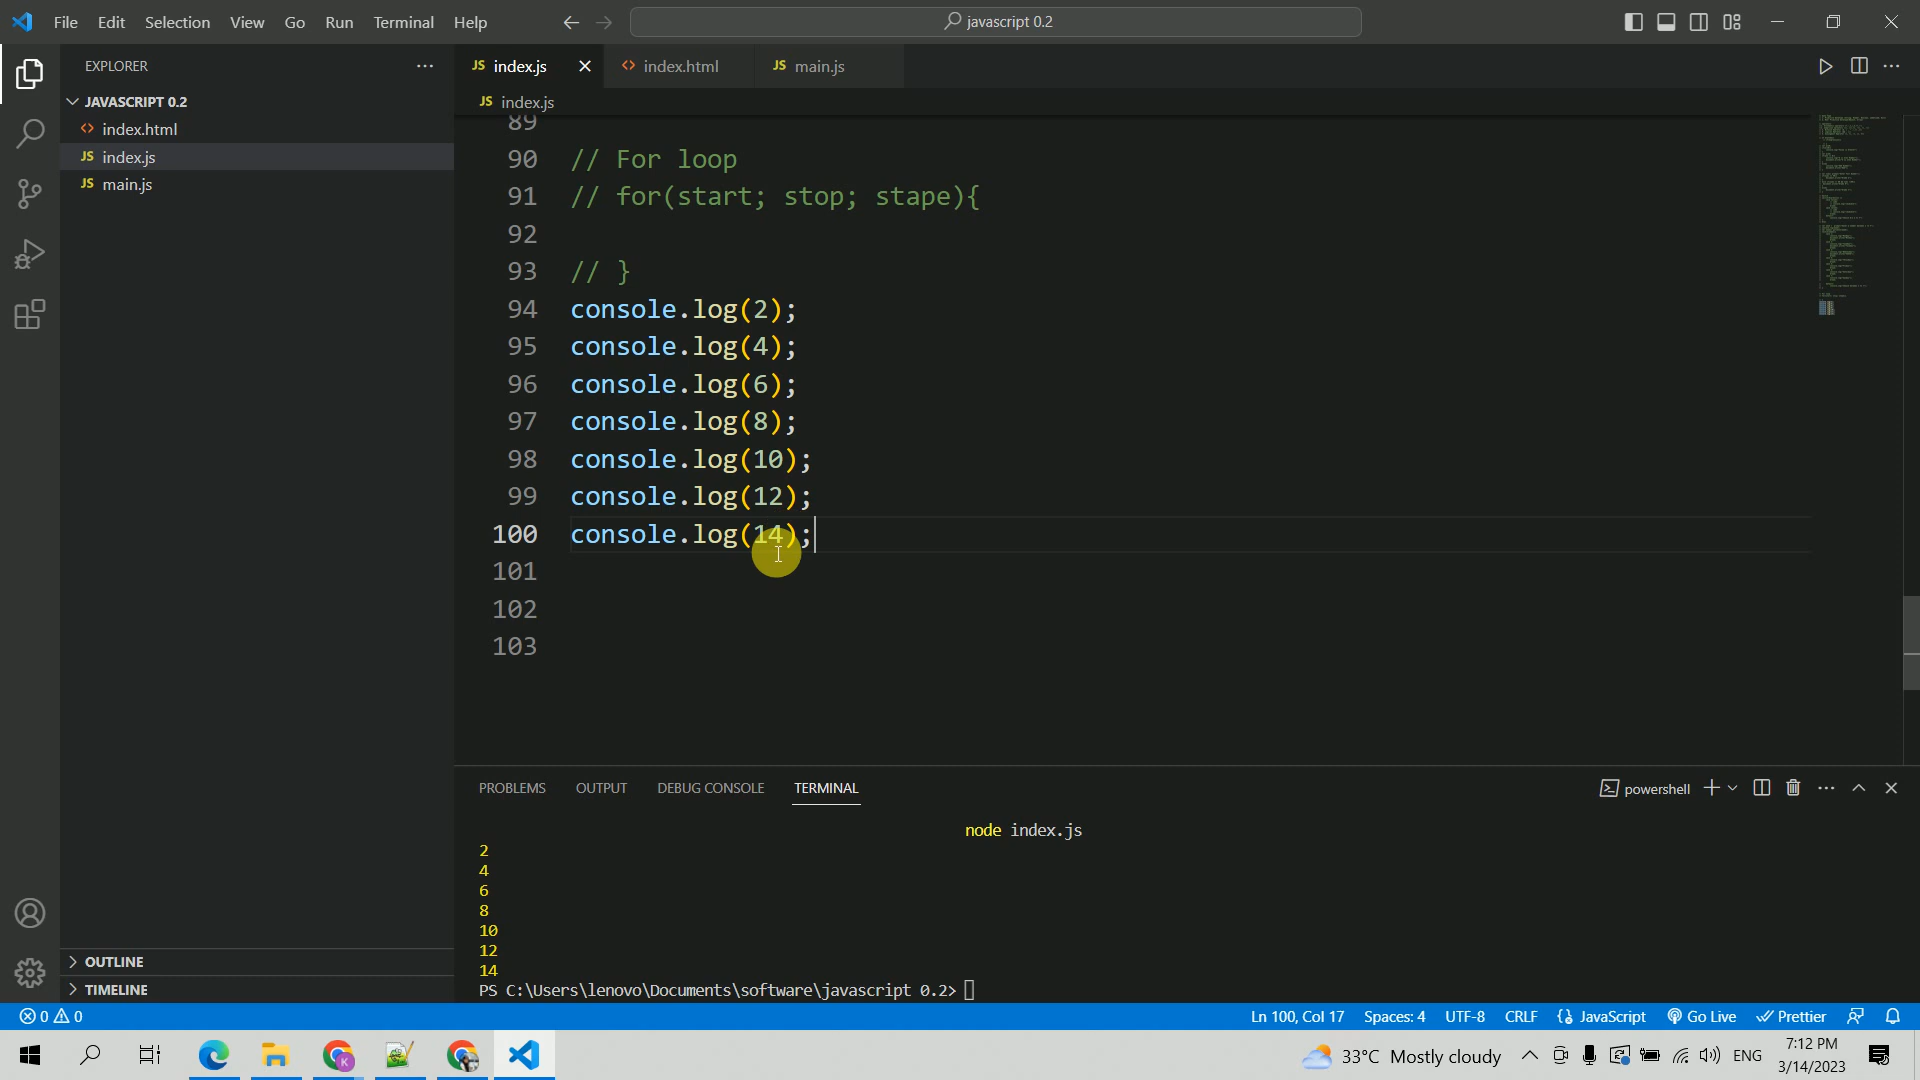 File Edit Selection View Go Run Terminal Help
javascript 0.2
EXPLORER
JAVASCRIPT 0.2
index.html
JS index.js
JS main.js
OUTLINE
TIMELINE
JS index.js
index.html
JS main.js
JS index.js
89
90 // For loop
91 // for(start; stop; stape){
92
93 // }
94 console.log(2);
95 console.log(4);
96 console.log(6);
97 console.log(8);
98 console.log(10);
99 console.log(12);
100 console.log(14);
101
102
103
PROBLEMS OUTPUT DEBUG CONSOLE TERMINAL
powershell
node index.js
2
4
6
8
10
12
14
PS C:\Users\lenovo\Documents\software\javascript 0.2>
0 0
Ln 100, Col 17 Spaces: 4 UTF-8 CRLF JavaScript Go Live Prettier
K
33°C Mostly cloudy
ENG
7:12 PM
3/14/2023